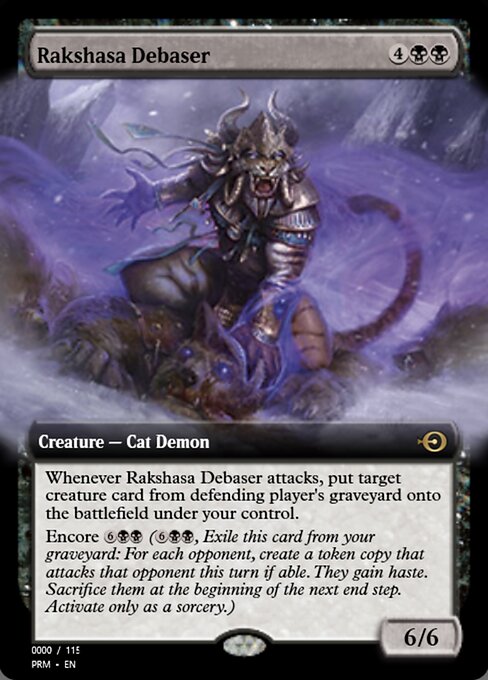 Rakshasa Debaser
4
Creature — Cat Demon
Whenever Rakshasa Debaser attacks, put target
creature card from defending player's graveyard onto
the battlefield under your control.
Encore 6 (6, Exile this card from your
graveyard: For each opponent, create a token copy that
attacks that opponent this turn if able. They gain haste.
Sacrifice them at the beginning of the next end step.
Activate only as a sorcery.)
6/6
0000 / 115
PRM • EN